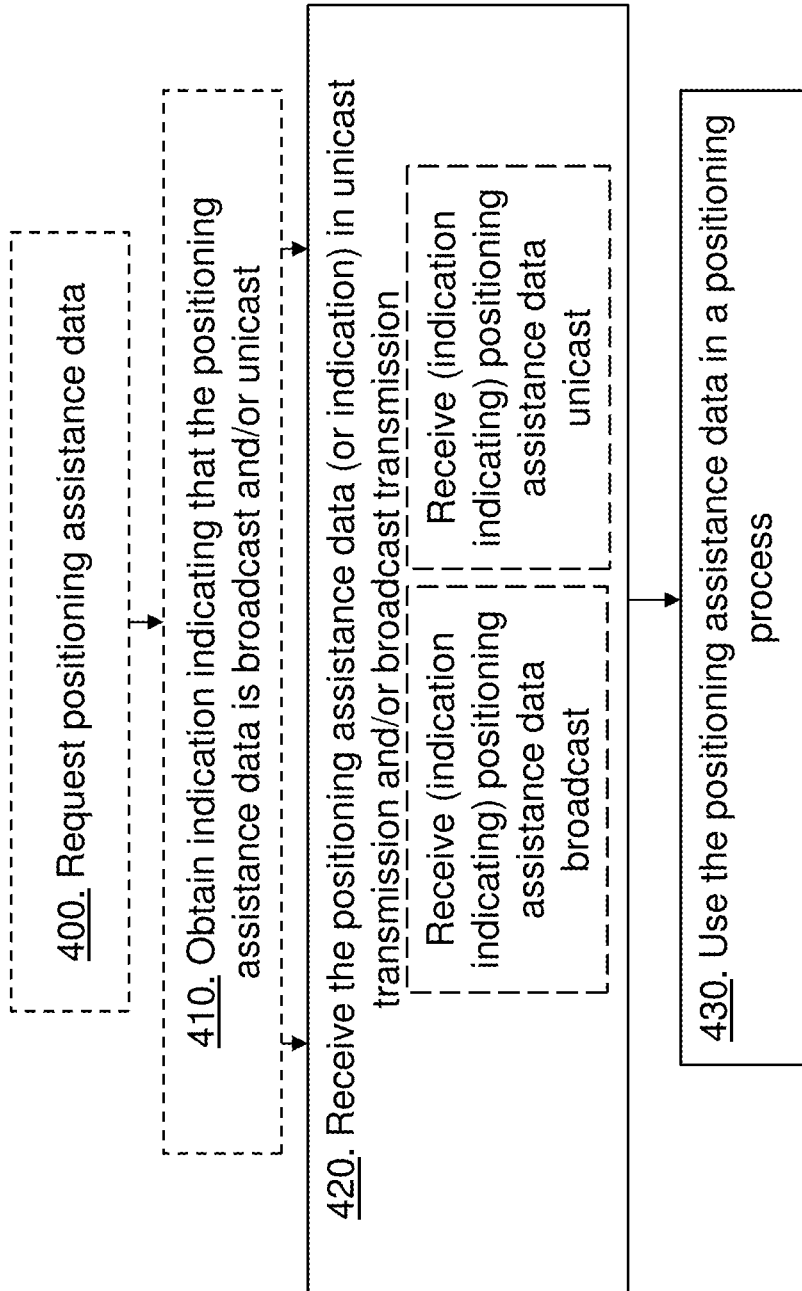 400. Request positioning assistance data
410. Obtain indication indicating that the positioning
assistance data is broadcast and/or unicast
420. Receive the positioning assistance data (or indication) in unicast
transmission and/or broadcast transmission
Receive (indication
indicating) positioning
assistance data
broadcast
Receive (indication
indicating) positioning
assistance data
unicast
430. Use the positioning assistance data in a positioning
process